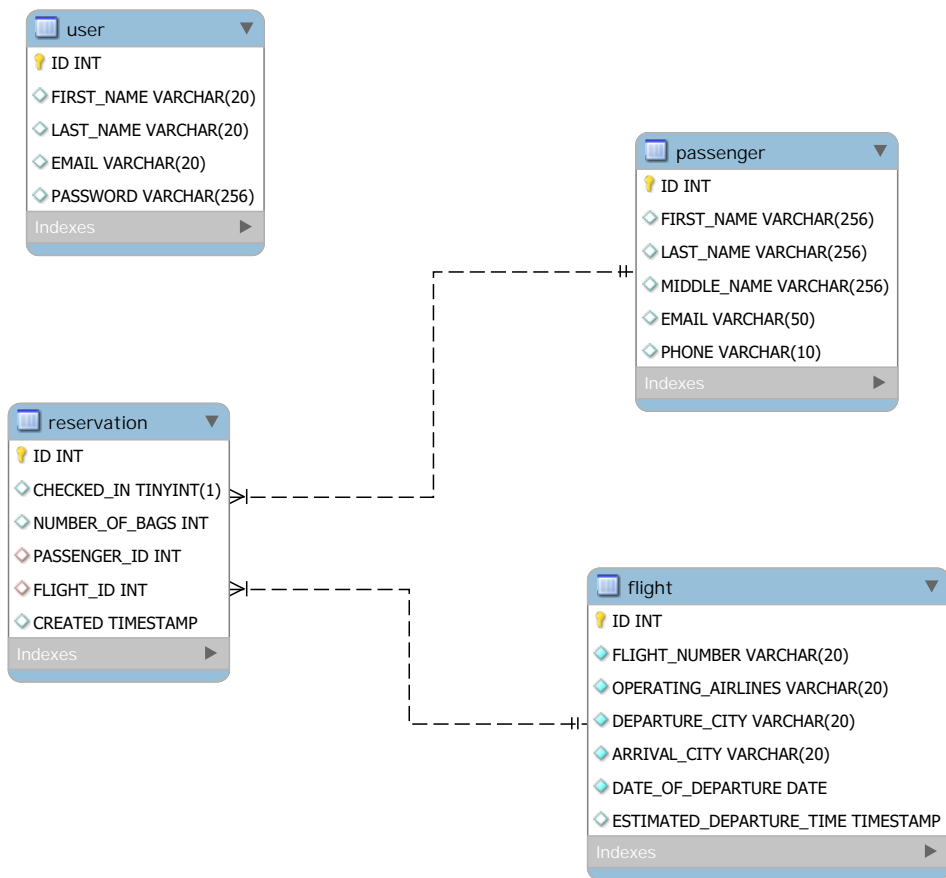 user
ID INT
FIRST_NAME VARCHAR(20)
LAST_NAME VARCHAR(20)
EMAIL VARCHAR(20)
PASSWORD VARCHAR(256)
Indexes
passenger
ID INT
FIRST_NAME VARCHAR(256)
LAST_NAME VARCHAR(256)
MIDDLE_NAME VARCHAR(256)
EMAIL VARCHAR(50)
PHONE VARCHAR(10)
Indexes
reservation
ID INT
CHECKED_IN TINYINT(1)
NUMBER_OF_BAGS INT
PASSENGER_ID INT
FLIGHT_ID INT
CREATED TIMESTAMP
Indexes
flight
ID INT
FLIGHT_NUMBER VARCHAR(20)
OPERATING_AIRLINES VARCHAR(20)
DEPARTURE_CITY VARCHAR(20)
ARRIVAL_CITY VARCHAR(20)
DATE_OF_DEPARTURE DATE
ESTIMATED_DEPARTURE_TIME TIMESTAMP
Indexes